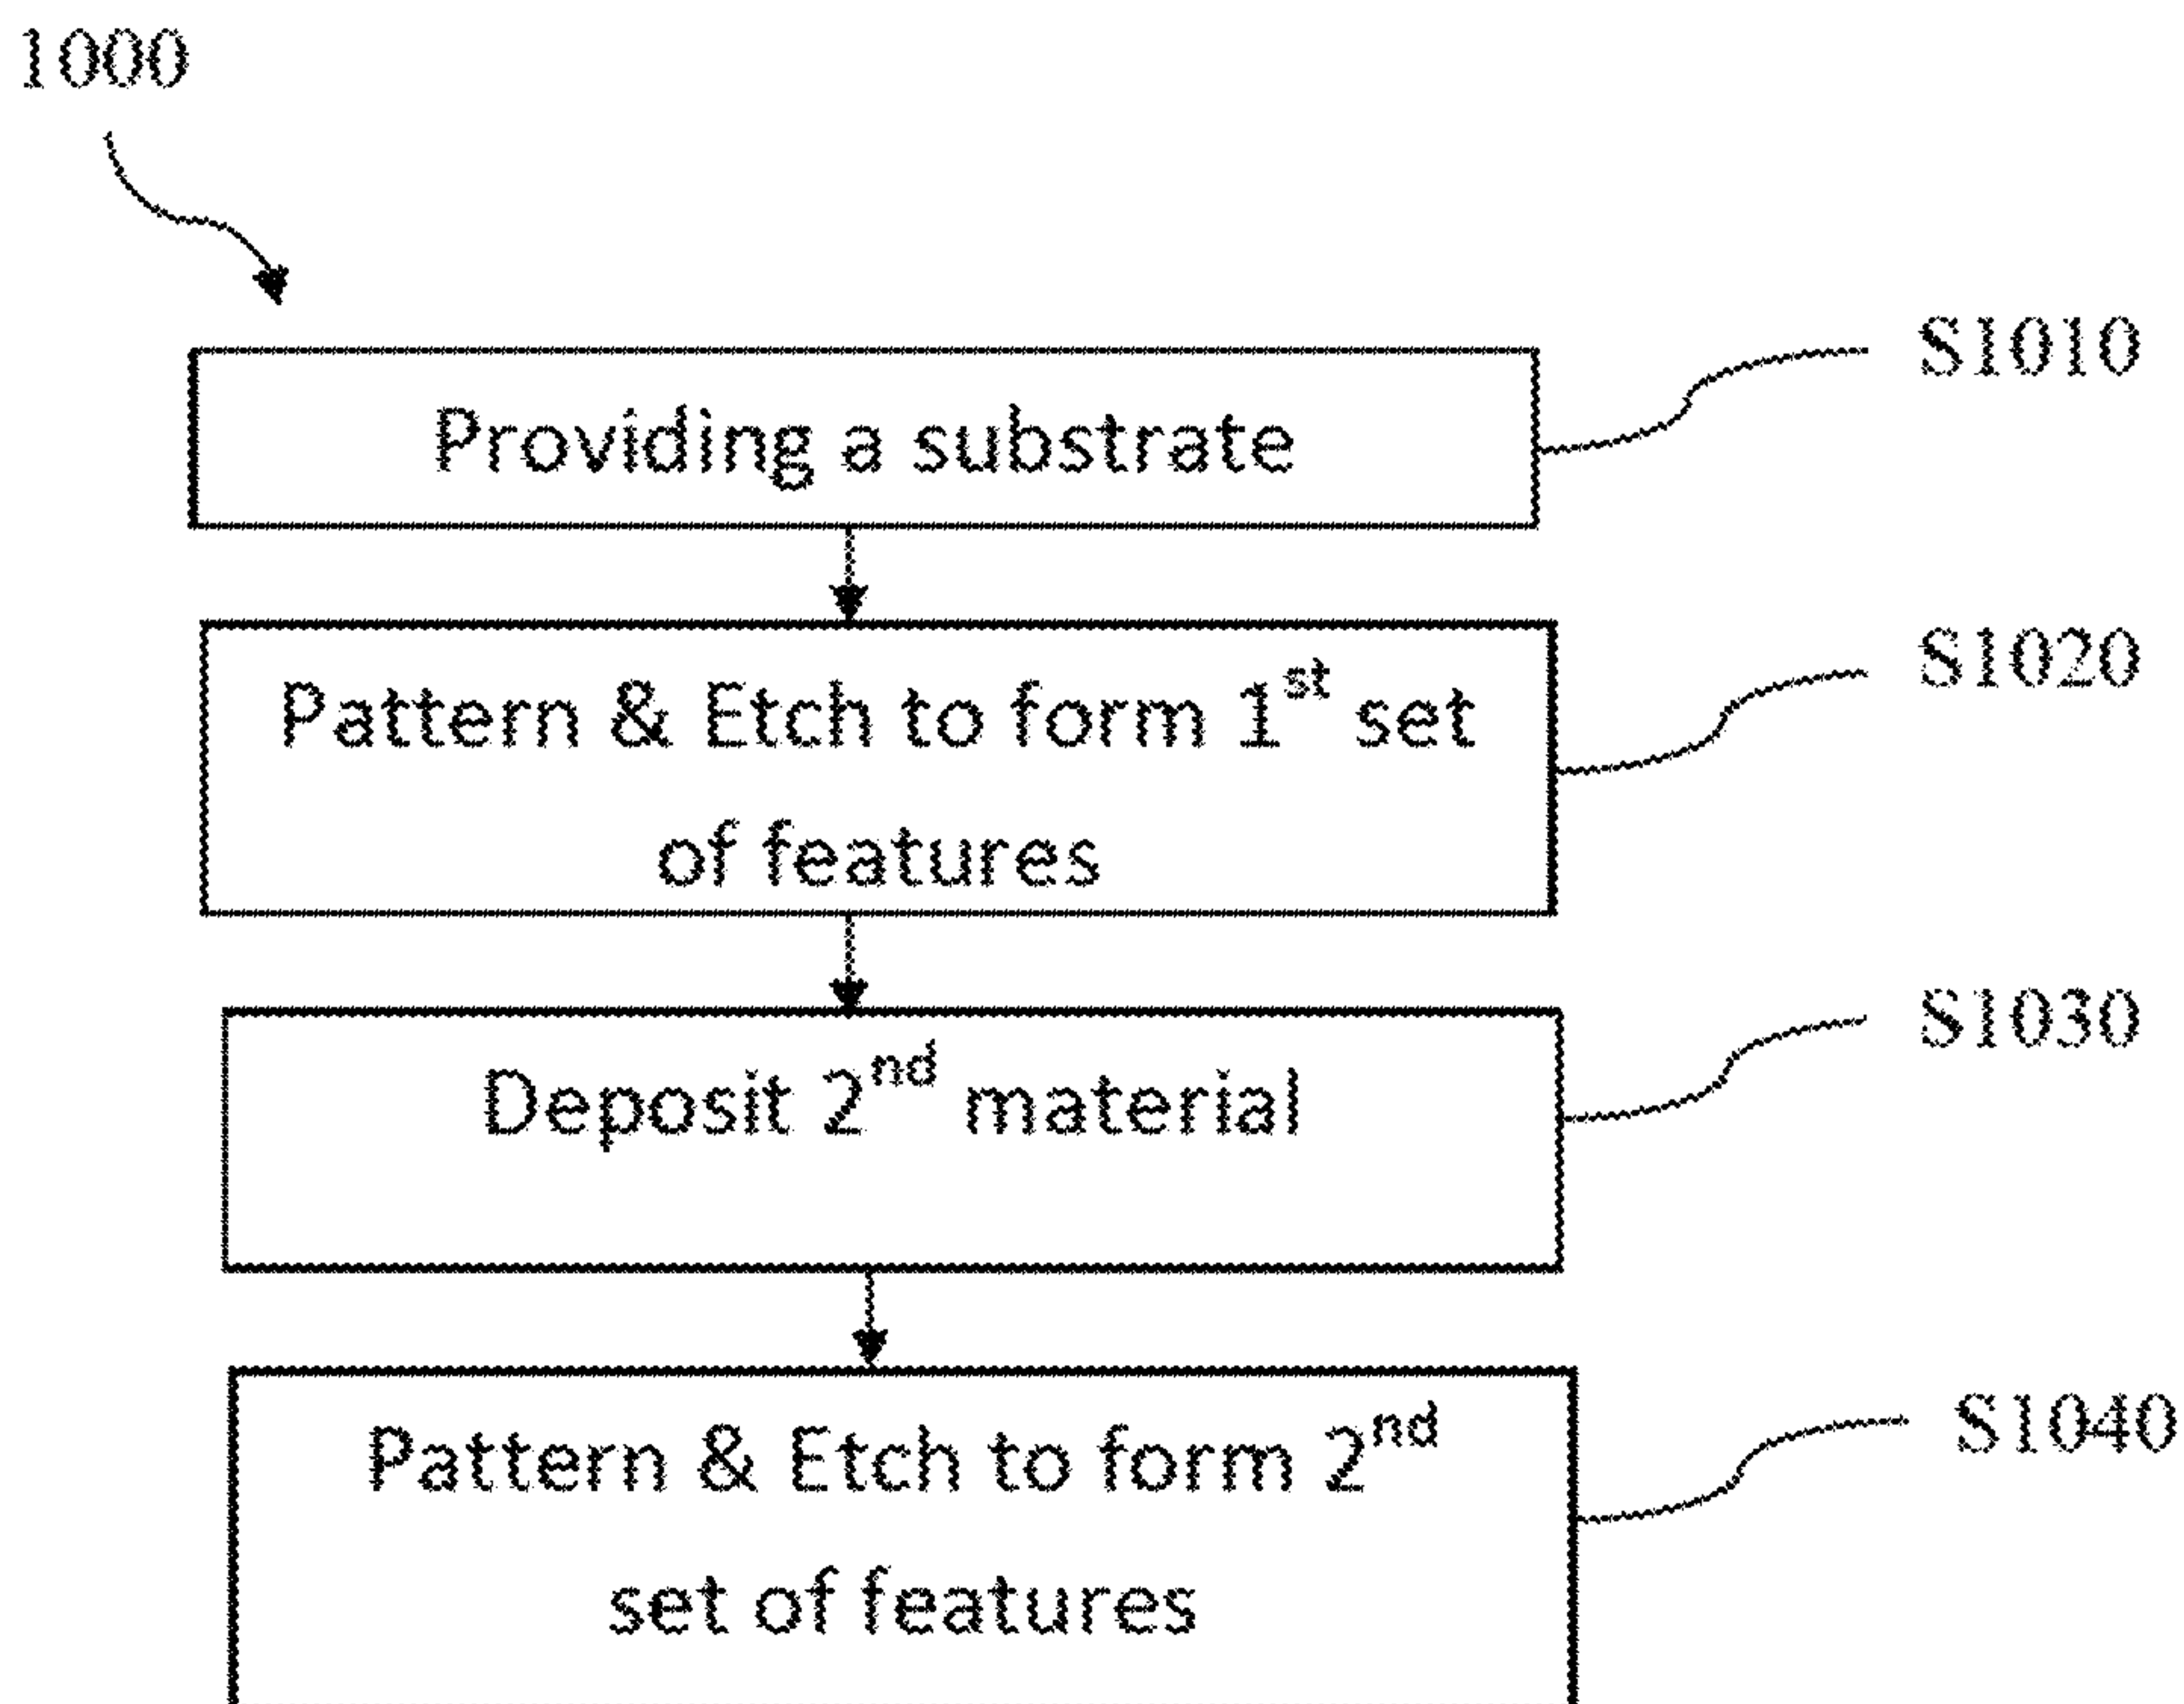 1000
Providing a substrate
S1010
Pattern & Etch to form 1st set
of features
S1020
Deposit 2nd material
S1030
Pattern & Etch to form 2nd
set of features
S1040